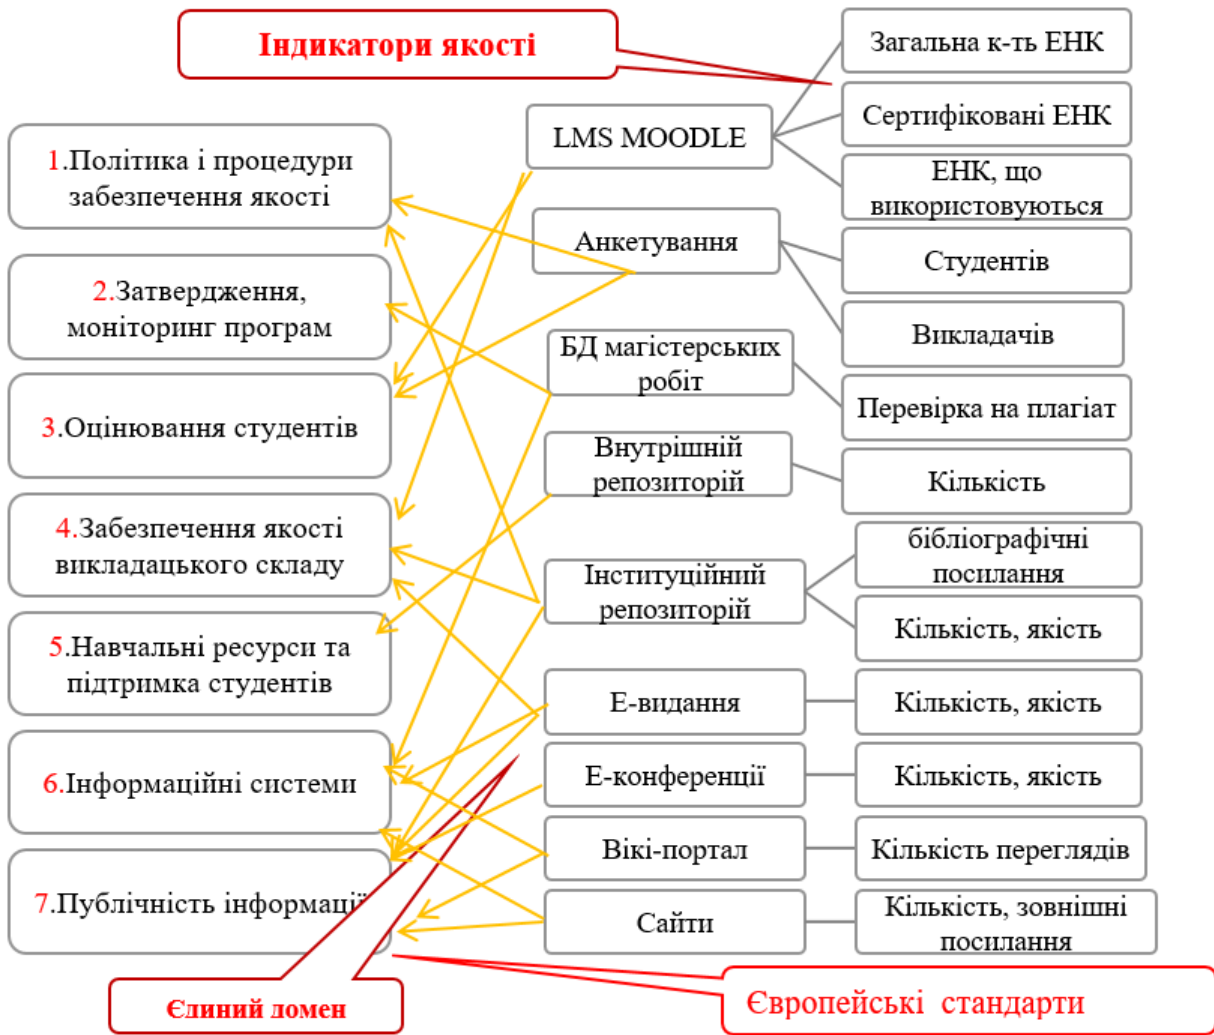 Індикатори якості
1.Політика і процедури
забезпечення якості
2.Затвердження,
моніторинг програм
3.Оцінювання студентів
4.Забезпечення якості
викладацького складу
5.Навчальні ресурси та
підтримка студентів
6.Інформаційні системи
7.Публічність інформації
LMS MOODLE
Анкетування
БД магістерських
робіт
Внутрішній
репозиторій
Інституційний
репозиторій
Е-видання
Е-конференції
Вікі-портал
Сайти
Загальна к-ть ЕНК
Сертифіковані ЕНК
ЕНК, що
використовуються
Студентів
Викладачів
Перевірка на плагіат
Кількість
бібліографічні
посилання
Кількість, якість
Кількість, якість
Кількість, якість
Кількість переглядів
Кількість, зовнішні
посилання
Єдиний домен
Європейські стандарти